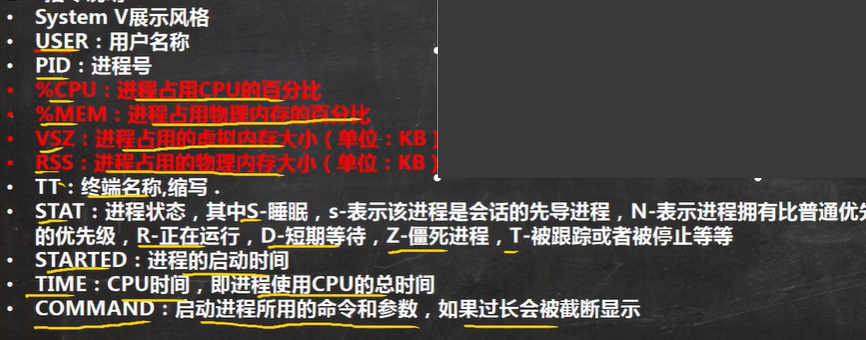 System V展示风格
USER：用户名称
PID：进程号
%CPU：进程占用CPU的百分比
%MEM：进程占用物理内存的百分比
VSZ：进程占用的虚拟内存大小（单位：KB）
RSS：进程占用的物理内存大小（单位：KB）
TT：终端名称,缩写．
STAT：进程状态，其中S-睡眠，s-表示该进程是会话的先导进程，N-表示进程拥有比普通优先
的优先级，R-正在运行，D-短期等待，Z-僵死进程，T-被跟踪或者被停止等等
STARTED：进程的启动时间
TIME：CPU时间，即进程使用CPU的总时间
COMMAND：启动进程所用的命令和参数，如果过长会被截断显示